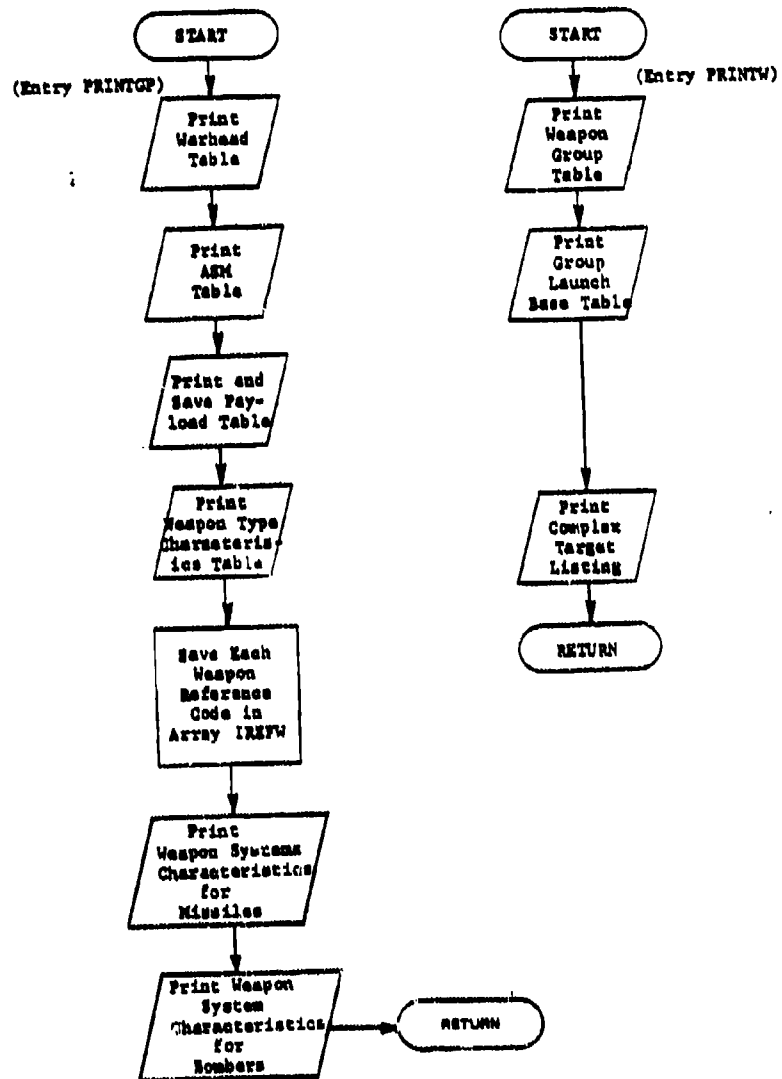 START
(Entry PRINTGP)
Print
Warhead
Table
Print
ASM
Table
Print and
Save Pay-
load Table
Print
Weapon Type
Characteris-
ics Table
Save Each
Weapon
Reference
Code in
Array IREFW
Print
Weapon Systems
Characteristics
for
Missiles
Print Weapon
System
Characteristics
for
Bombers
RETURN
START
(Entry PRINTW)
Print
Weapon
Group
Table
Print
Group
Launch
Base Table
Print
Complex
Target
Listing
RETURN